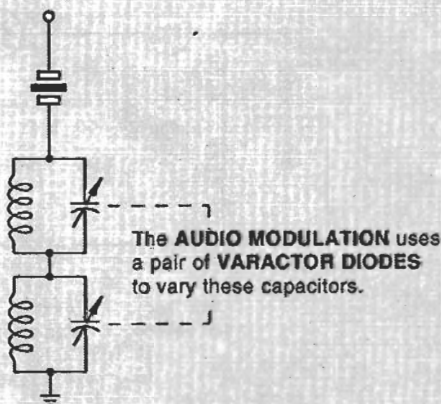 The AUDIO MODULATION uses
a pair of VARACTOR DIODES
to vary these capacitors.